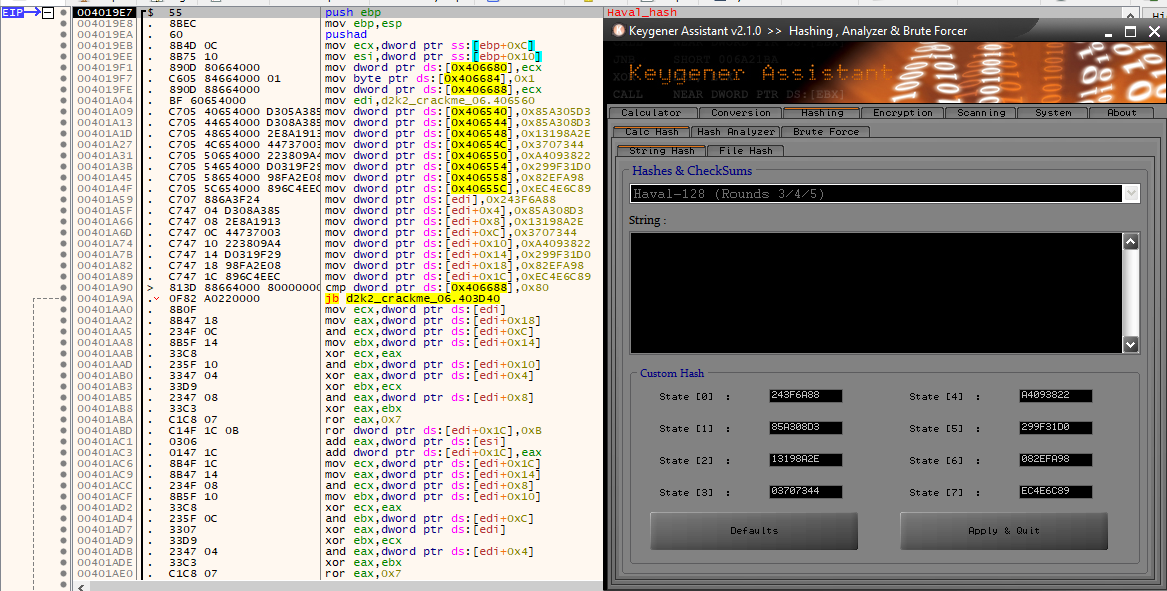 EIP 004019E7 $ 55 push ebp Haval_hash
004019E8 . 8BEC mov ebp,esp
004019EA . 60 pushad
004019EB . 8B4D 0C mov ecx,dword ptr ss:[ebp+0xC]
004019EE . 8B75 10 mov esi,dword ptr ss:[ebp+0x10]
004019F1 . 890D 80664000 mov dword ptr ds:[0x406680],ecx
004019F7 . C605 84664000 01 mov byte ptr ds:[0x406684],0x1
004019FE . 890D 88664000 mov dword ptr ds:[0x406688],ecx
00401A04 . BF 60654000 mov edi,d2k2_crackme_06.406560
00401A09 . C705 40654000 D305A385 mov dword ptr ds:[0x406540],0x85A305D3
00401A13 . C705 44654000 D308A385 mov dword ptr ds:[0x406544],0x85A308D3
00401A1D . C705 48654000 2E8A1913 mov dword ptr ds:[0x406548],0x13198A2E
00401A27 . C705 4C654000 44737003 mov dword ptr ds:[0x40654C],0x3707344
00401A31 . C705 50654000 223809A4 mov dword ptr ds:[0x406550],0xA4093822
00401A3B . C705 54654000 D0319F29 mov dword ptr ds:[0x406554],0x299F31D0
00401A45 . C705 58654000 98FA2E08 mov dword ptr ds:[0x406558],0x82EFA98
00401A4F . C705 5C654000 896C4EEC mov dword ptr ds:[0x40655C],0xEC4E6C89
00401A59 . C707 886A3F24 mov dword ptr ds:[edi],0x243F6A88
00401A5F . C747 04 D308A385 mov dword ptr ds:[edi+0x4],0x85A308D3
00401A66 . C747 08 2E8A1913 mov dword ptr ds:[edi+0x8],0x13198A2E
00401A6D . C747 0C 44737003 mov dword ptr ds:[edi+0xC],0x3707344
00401A74 . C747 10 223809A4 mov dword ptr ds:[edi+0x10],0xA4093822
00401A7B . C747 14 D0319F29 mov dword ptr ds:[edi+0x14],0x299F31D0
00401A82 . C747 18 98FA2E08 mov dword ptr ds:[edi+0x18],0x82EFA98
00401A89 . C747 1C 896C4EEC mov dword ptr ds:[edi+0x1C],0xEC4E6C89
00401A90 > 813D 88664000 80000000 cmp dword ptr ds:[0x406688],0x80
00401A9A . 0F82 A0220000 jb d2k2_crackme_06.403D40
00401AA0 . 8B0F mov ecx,dword ptr ds:[edi]
00401AA2 . 8B47 18 mov eax,dword ptr ds:[edi+0x18]
00401AA5 . 234F 0C and ecx,dword ptr ds:[edi+0xC]
00401AA8 . 8B5F 14 mov ebx,dword ptr ds:[edi+0x14]
00401AAB . 33C8 xor ecx,eax
00401AAD . 235F 10 and ebx,dword ptr ds:[edi+0x10]
00401AB0 . 3347 04 xor eax,dword ptr ds:[edi+0x4]
00401AB3 . 33D9 xor ebx,ecx
00401AB5 . 2347 08 and eax,dword ptr ds:[edi+0x8]
00401AB8 . 33C3 xor eax,ebx
00401ABA . C1C8 07 ror eax,0x7
00401ABD . C14F 1C 0B ror dword ptr ds:[edi+0x1C],0xB
00401AC1 . 0306 add eax,dword ptr ds:[esi]
00401AC3 . 0147 1C add dword ptr ds:[edi+0x1C],eax
00401AC6 . 8B4F 1C mov ecx,dword ptr ds:[edi+0x1C]
00401AC9 . 8B47 14 mov eax,dword ptr ds:[edi+0x14]
00401ACC . 234F 08 and ecx,dword ptr ds:[edi+0x8]
00401ACF . 8B5F 10 mov ebx,dword ptr ds:[edi+0x10]
00401AD2 . 33C8 xor ecx,eax
00401AD4 . 235F 0C and ebx,dword ptr ds:[edi+0xC]
00401AD7 . 3307 xor eax,dword ptr ds:[edi]
00401AD9 . 33D9 xor ebx,ecx
00401ADB . 2347 04 and eax,dword ptr ds:[edi+0x4]
00401ADE . 33C3 xor eax,ebx
00401AE0 . C1C8 07 ror eax,0x7
Keygener Assistant v2.1.0 >> Hashing , Analyzer & Brute Forcer
Keygener Assistant
CALL NEAR DWORD PTR DS:[EBX]
Calculator Conversion Hashing Encryption Scanning System About
Calc Hash Hash Analyzer Brute Force
String Hash File Hash
Hashes & CheckSums
Haval-128 (Rounds 3/4/5)
String :
Custom Hash
State [0] : 243F6A88 State [4] : A4093822
State [1] : 85A308D3 State [5] : 299F31D0
State [2] : 13198A2E State [6] : 082EFA98
State [3] : 03707344 State [7] : EC4E6C89
Defaults Apply & Quit